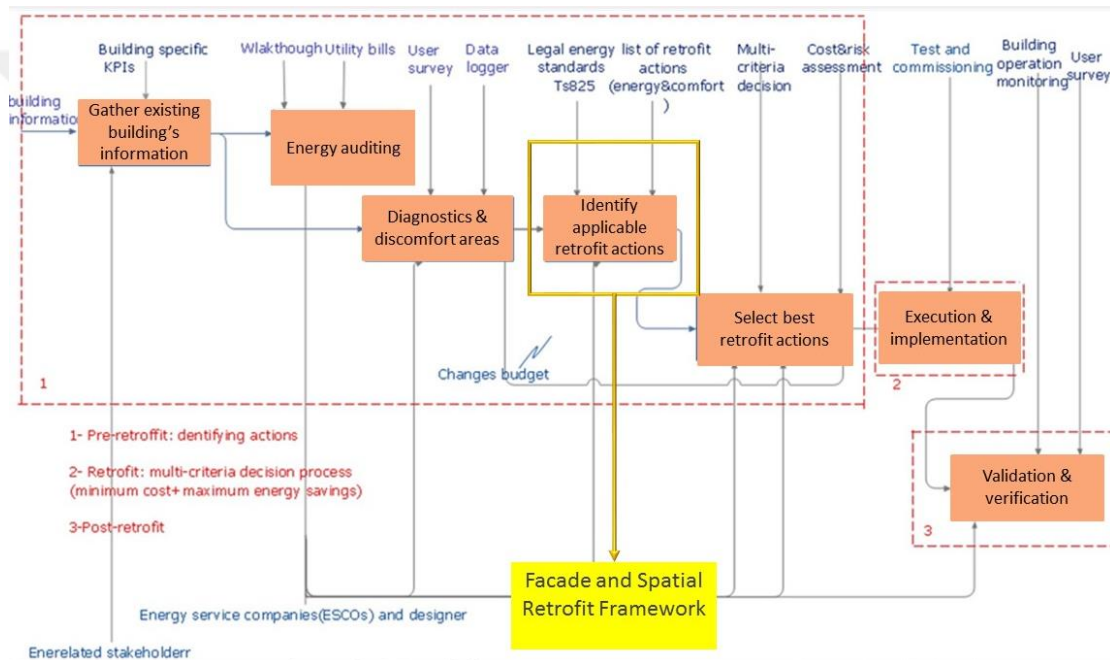 Building specific
KPIs
Wlakthough
Utility bills
User
survey
Data
logger
Legal energy
standards
Ts825
list of retrofit
actions
(energy&comfort
)
Multi-
criteria
decision
Cost&risk
assessment
Test and
commissioning
Building
operation
monitoring
User
survey
building
information
Gather existing
building's
information
Energy auditing
Diagnostics &
discomfort areas
Identify
applicable
retrofit actions
Select best
retrofit actions
Execution &
implementation
Changes budget
1
2
1- Pre-retroffit: dentifying actions
2- Retrofit: multi-criteria decision process
(minimum cost+ maximum energy savings)
3-Post-retrofit
Validation &
verification
3
Facade and Spatial
Retrofit Framework
Energy service companies(ESCOs) and designer
Enerelated stakeholderr